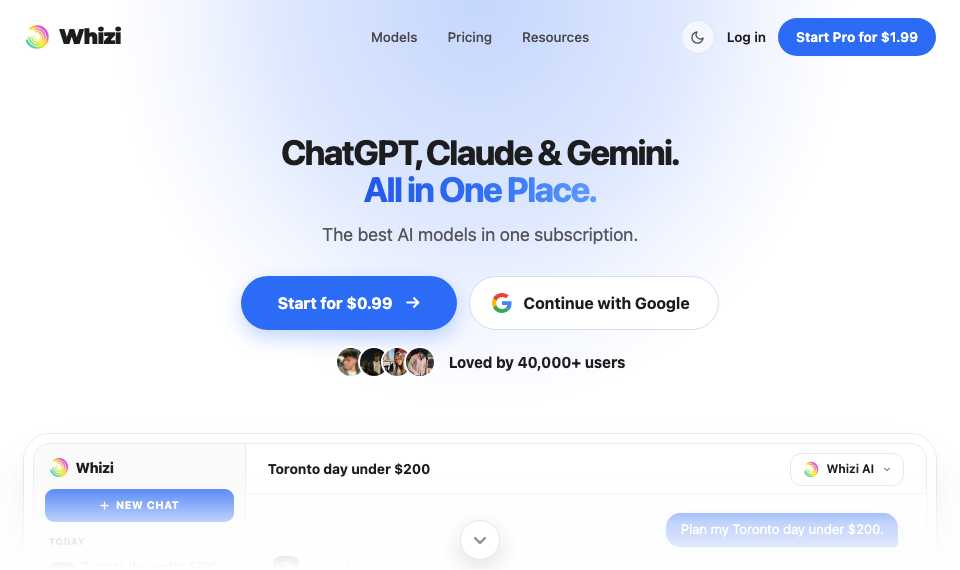 Whizi
Models
Pricing
Resources
Log in
Start Pro for $1.99
ChatGPT, Claude & Gemini.
All in One Place.
The best AI models in one subscription.
Start for $0.99 →
Continue with Google
Loved by 40,000+ users
Whizi
Toronto day under $200
Whizi AI
+ NEW CHAT
Plan my Toronto day under $200.
TODAY